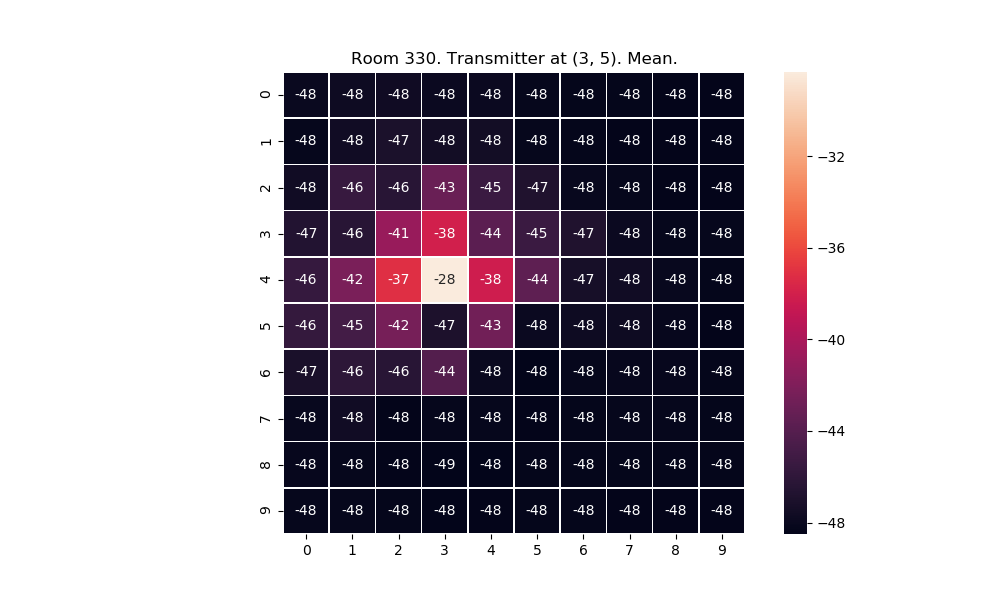 Room 330. Transmitter at (3, 5). Mean.
0 -48 -48 -48 -48 -48 -48 -48 -48 -48 -48
1 -48 -48 -47 -48 -48 -48 -48 -48 -48 -48
−32
2 -48 -46 -46 -43 -45 -47 -48 -48 -48 -48
3 -47 -46 -41 -38 -44 -45 -47 -48 -48 -48
−36
4 -46 -42 -37 -28 -38 -44 -47 -48 -48 -48
5 -46 -45 -42 -47 -43 -48 -48 -48 -48 -48
−40
6 -47 -46 -46 -44 -48 -48 -48 -48 -48 -48
7 -48 -48 -48 -48 -48 -48 -48 -48 -48 -48
−44
8 -48 -48 -48 -49 -48 -48 -48 -48 -48 -48
9 -48 -48 -48 -48 -48 -48 -48 -48 -48 -48
−48
0 1 2 3 4 5 6 7 8 9